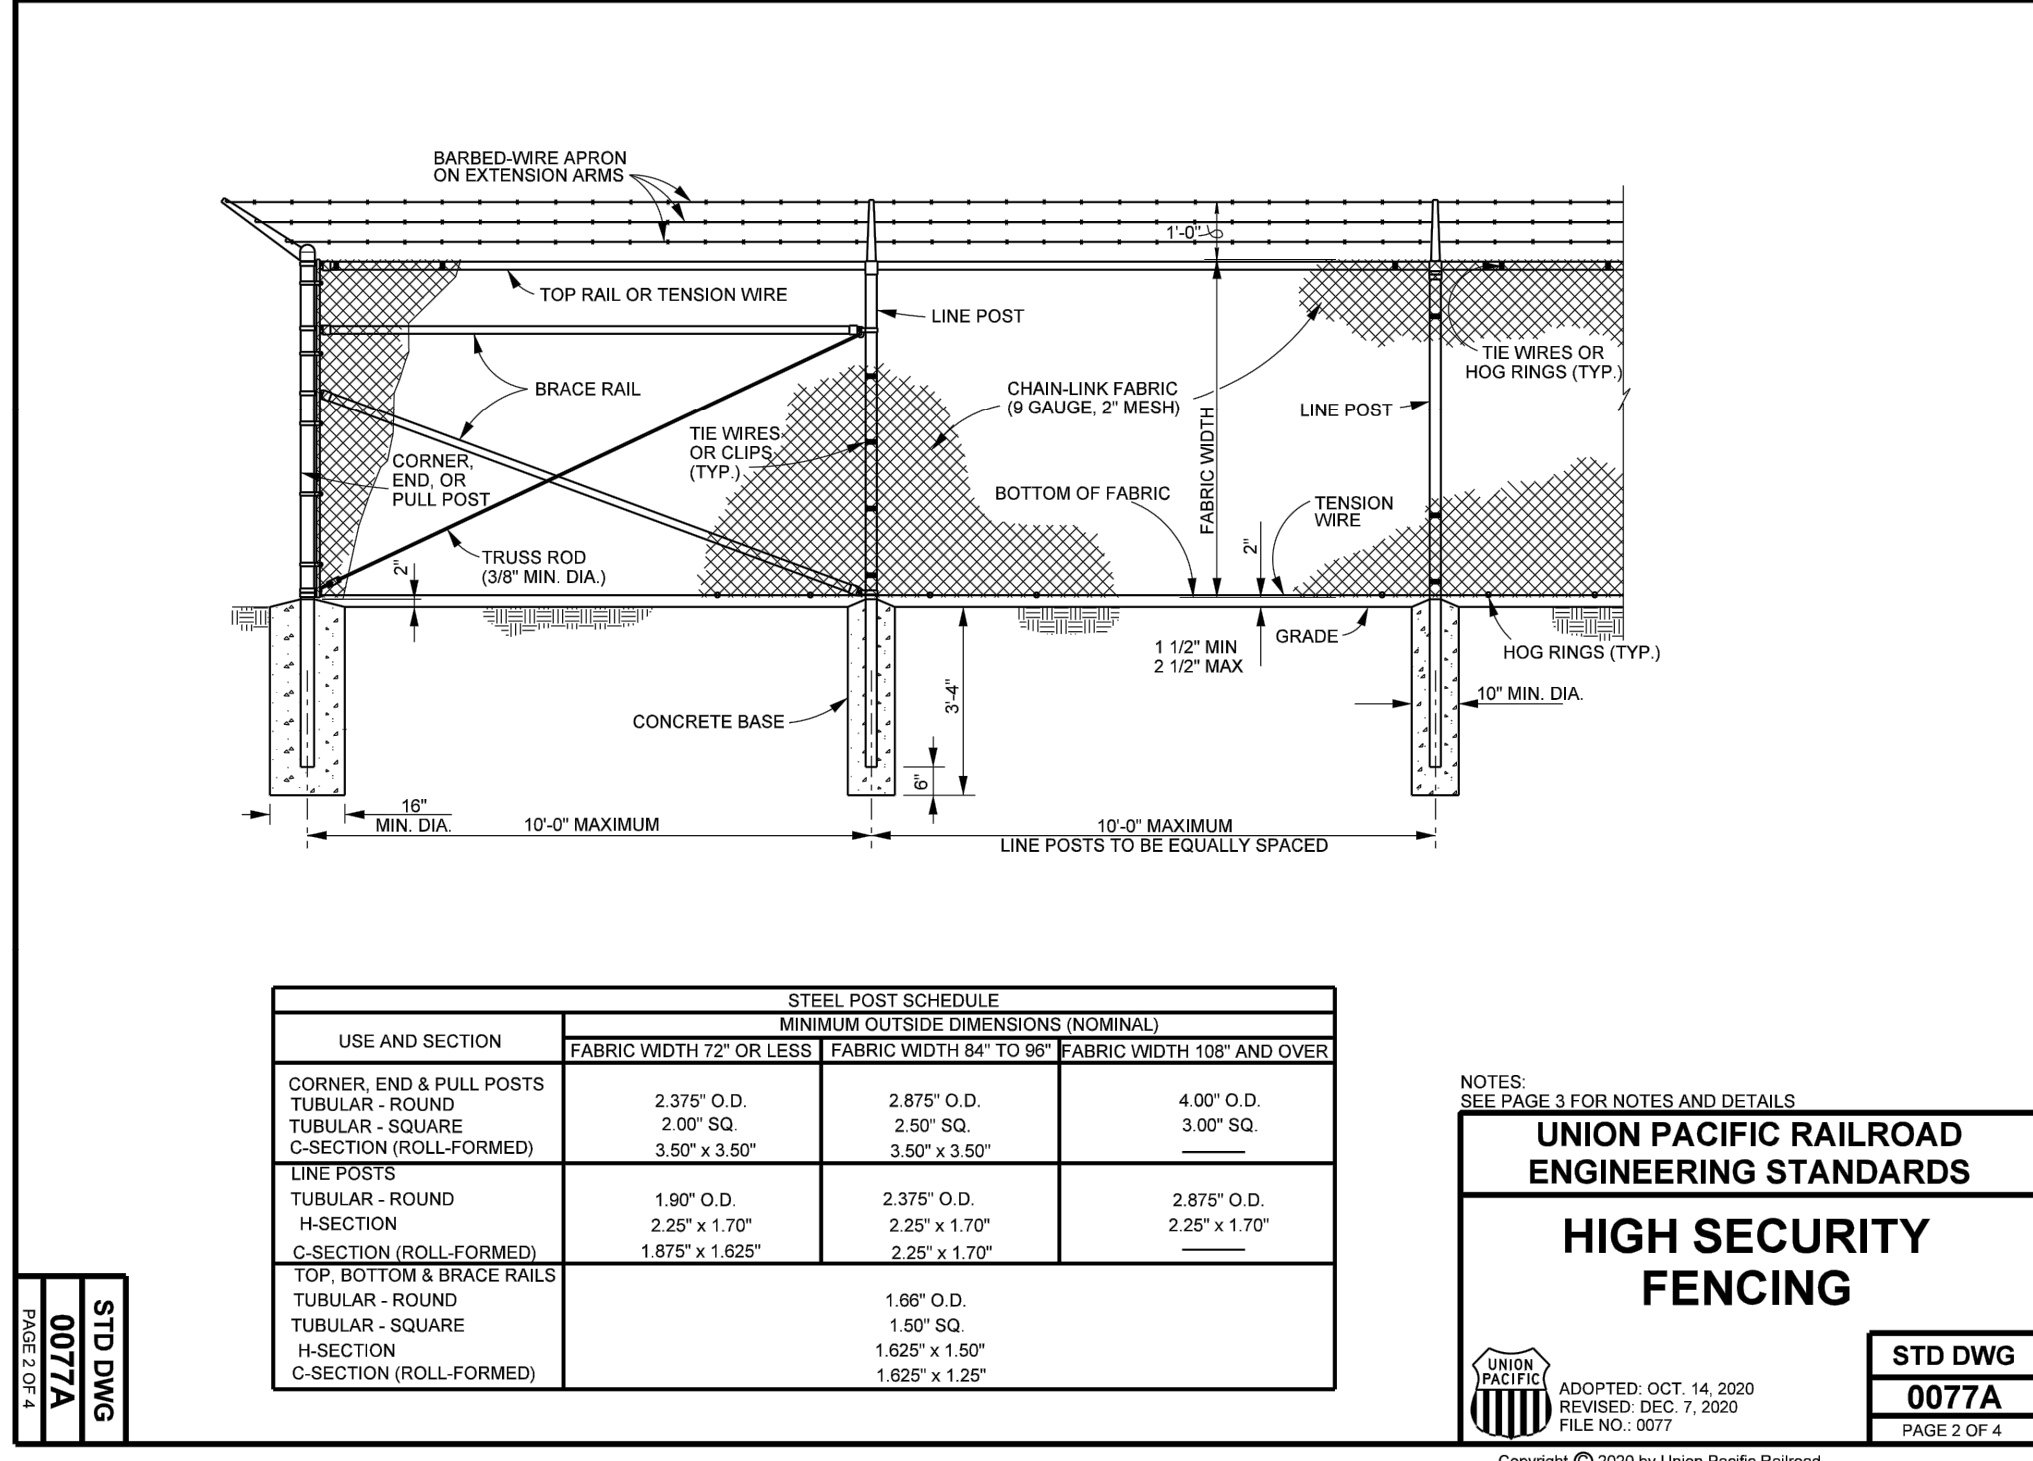 BARBED-WIRE APRON
ON EXTENSION ARMS
1'-0"
TOP RAIL OR TENSION WIRE
LINE POST
TIE WIRES OR
HOG RINGS (TYP.)
BRACE RAIL
CHAIN-LINK FABRIC
(9 GAUGE, 2" MESH)
LINE POST
FABRIC WIDTH
TIE WIRES
OR CLIPS
(TYP.)
CORNER,
END, OR
PULL POST
BOTTOM OF FABRIC
TENSION
WIRE
2"
TRUSS ROD
(3/8" MIN. DIA.)
2"
1 1/2" MIN
2 1/2" MAX
GRADE
HOG RINGS (TYP.)
3'-4"
10" MIN. DIA.
CONCRETE BASE
6"
16"
MIN. DIA.
10'-0" MAXIMUM
10'-0" MAXIMUM
LINE POSTS TO BE EQUALLY SPACED
STEEL POST SCHEDULE
USE AND SECTION
MINIMUM OUTSIDE DIMENSIONS (NOMINAL)
FABRIC WIDTH 72" OR LESS FABRIC WIDTH 84" TO 96" FABRIC WIDTH 108" AND OVER
CORNER, END & PULL POSTS
TUBULAR - ROUND 2.375" O.D. 2.875" O.D. 4.00" O.D.
TUBULAR - SQUARE 2.00" SQ. 2.50" SQ. 3.00" SQ.
C-SECTION (ROLL-FORMED) 3.50" x 3.50" 3.50" x 3.50" ———
LINE POSTS
TUBULAR - ROUND 1.90" O.D. 2.375" O.D. 2.875" O.D.
H-SECTION 2.25" x 1.70" 2.25" x 1.70" 2.25" x 1.70"
C-SECTION (ROLL-FORMED) 1.875" x 1.625" 2.25" x 1.70" ———
TOP, BOTTOM & BRACE RAILS
TUBULAR - ROUND 1.66" O.D.
TUBULAR - SQUARE 1.50" SQ.
H-SECTION 1.625" x 1.50"
C-SECTION (ROLL-FORMED) 1.625" x 1.25"
NOTES:
SEE PAGE 3 FOR NOTES AND DETAILS
UNION PACIFIC RAILROAD
ENGINEERING STANDARDS
HIGH SECURITY
FENCING
UNION
PACIFIC
ADOPTED: OCT. 14, 2020
REVISED: DEC. 7, 2020
FILE NO.: 0077
STD DWG
0077A
PAGE 2 OF 4
STD DWG
0077A
PAGE 2 OF 4
Copyright © 2020 by Union Pacific Railroad